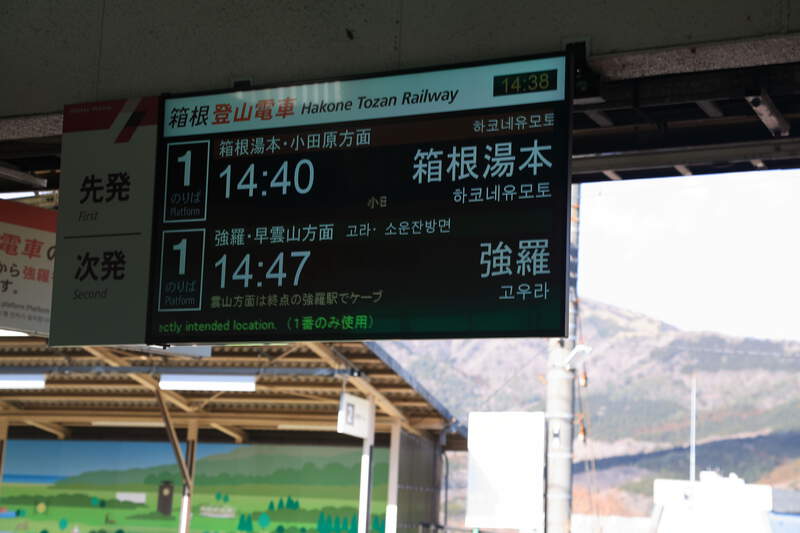 箱根 登山電車 Hakone Tozan Railway 14:38
先発
First
1
のりば
Platform
箱根湯本・小田原方面
하코네유모토
14:40
箱根湯本
小田
하코네유모토
次発
Second
1
のりば
Platform
強羅・早雲山方面 고라· 소운잔방면
14:47
強羅
고우라
雲山方面は終点の強羅駅でケーブ
ectly intended location. （1番のみ使用）
電車の
から強羅
す。